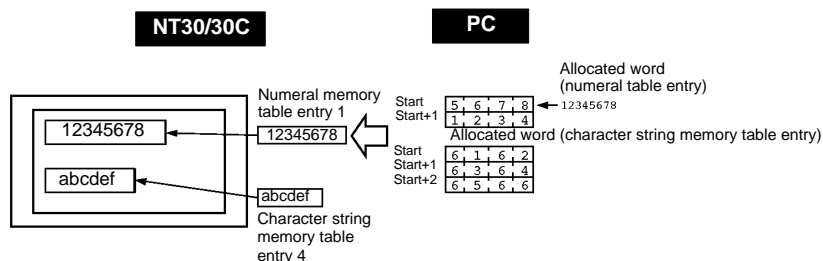 NT30/30C
PC
Allocated word
(numeral table entry)
Numeral memory
table entry 1
Start
5 6 7 8
12345678
Start+1
1 2 3 4
12345678
12345678
Allocated word (character string memory table entry)
Start
6 1 6 2
Start+1
6 3 6 4
Start+2
6 5 6 6
abcdef
abcdef
Character string
memory table
entry 4